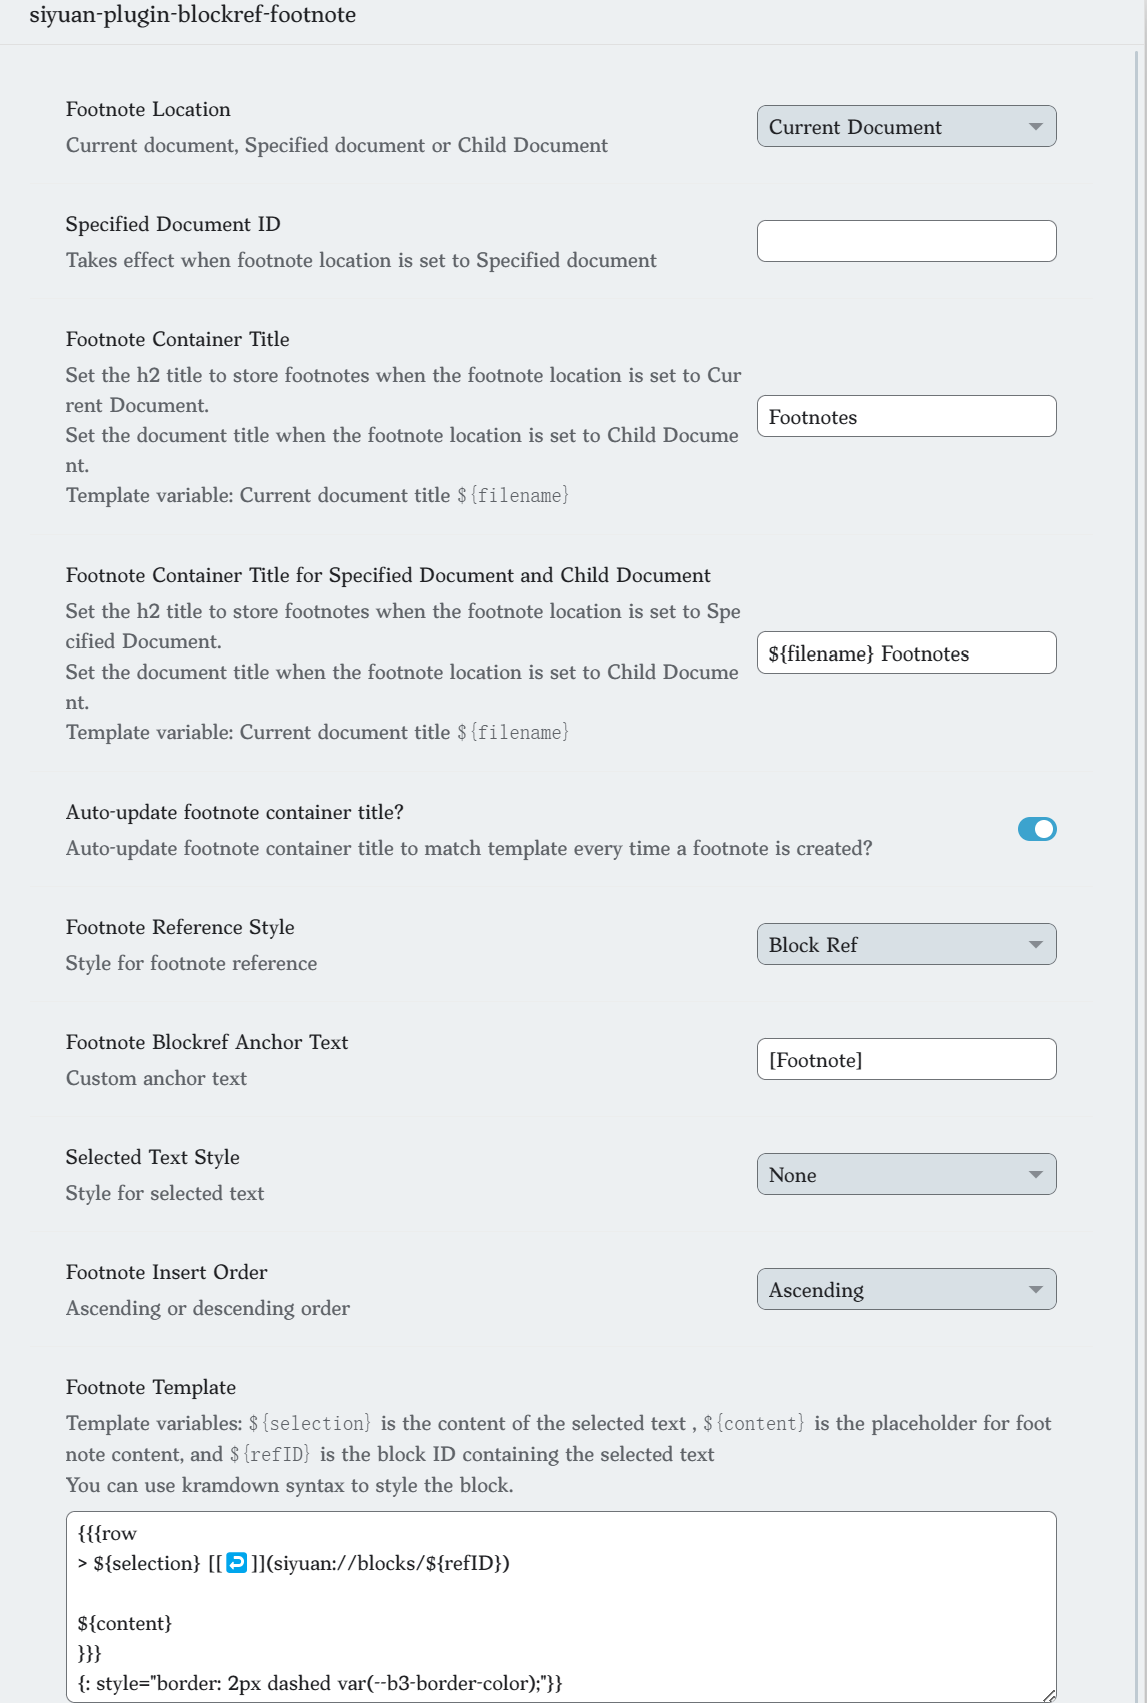 siyuan-plugin-blockref-footnote
Footnote Location
Current document, Specified document or Child Document
Current Document
Specified Document ID
Takes effect when footnote location is set to Specified document
Footnote Container Title
Set the h2 title to store footnotes when the footnote location is set to Cur
rent Document.
Set the document title when the footnote location is set to Child Docume
nt.
Template variable: Current document title ${filename}
Footnotes
Footnote Container Title for Specified Document and Child Document
Set the h2 title to store footnotes when the footnote location is set to Spe
cified Document.
Set the document title when the footnote location is set to Child Docume
nt.
Template variable: Current document title ${filename}
${filename} Footnotes
Auto-update footnote container title?
Auto-update footnote container title to match template every time a footnote is created?
Footnote Reference Style
Style for footnote reference
Block Ref
Footnote Blockref Anchor Text
Custom anchor text
[Footnote]
Selected Text Style
Style for selected text
None
Footnote Insert Order
Ascending or descending order
Ascending
Footnote Template
Template variables: ${selection} is the content of the selected text , ${content} is the placeholder for foot
note content, and ${refID} is the block ID containing the selected text
You can use kramdown syntax to style the block.
{{{row
> ${selection} [[↩️]](siyuan://blocks/${refID})
${content}
}}}
{: style="border: 2px dashed var(--b3-border-color);"}}